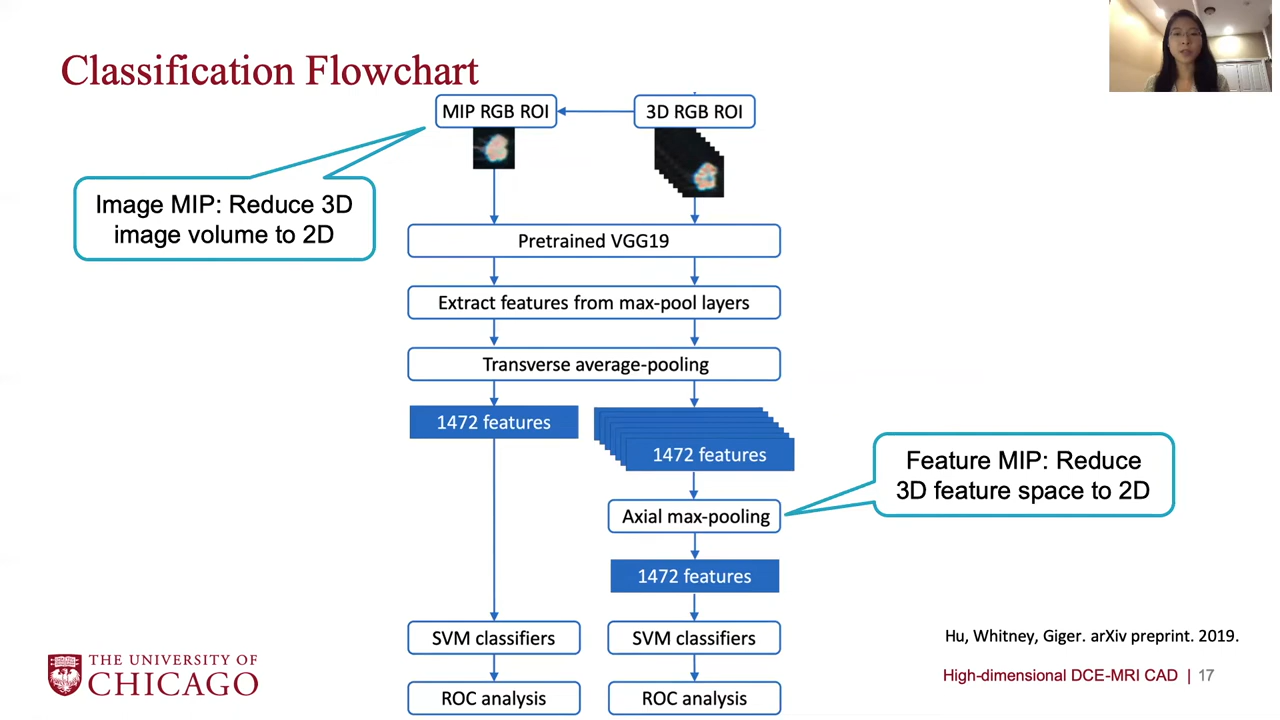 Classification Flowchart
MIP RGB ROI
3D RGB ROI
Image MIP: Reduce 3D
image volume to 2D
Pretrained VGG19
Extract features from max-pool layers
Transverse average-pooling
1472 features
1472 features
Feature MIP: Reduce
3D feature space to 2D
Axial max-pooling
1472 features
SVM classifiers
SVM classifiers
ROC analysis
ROC analysis
Hu, Whitney, Giger. arXiv preprint. 2019.
THE UNIVERSITY OF
CHICAGO
High-dimensional DCE-MRI CAD | 17